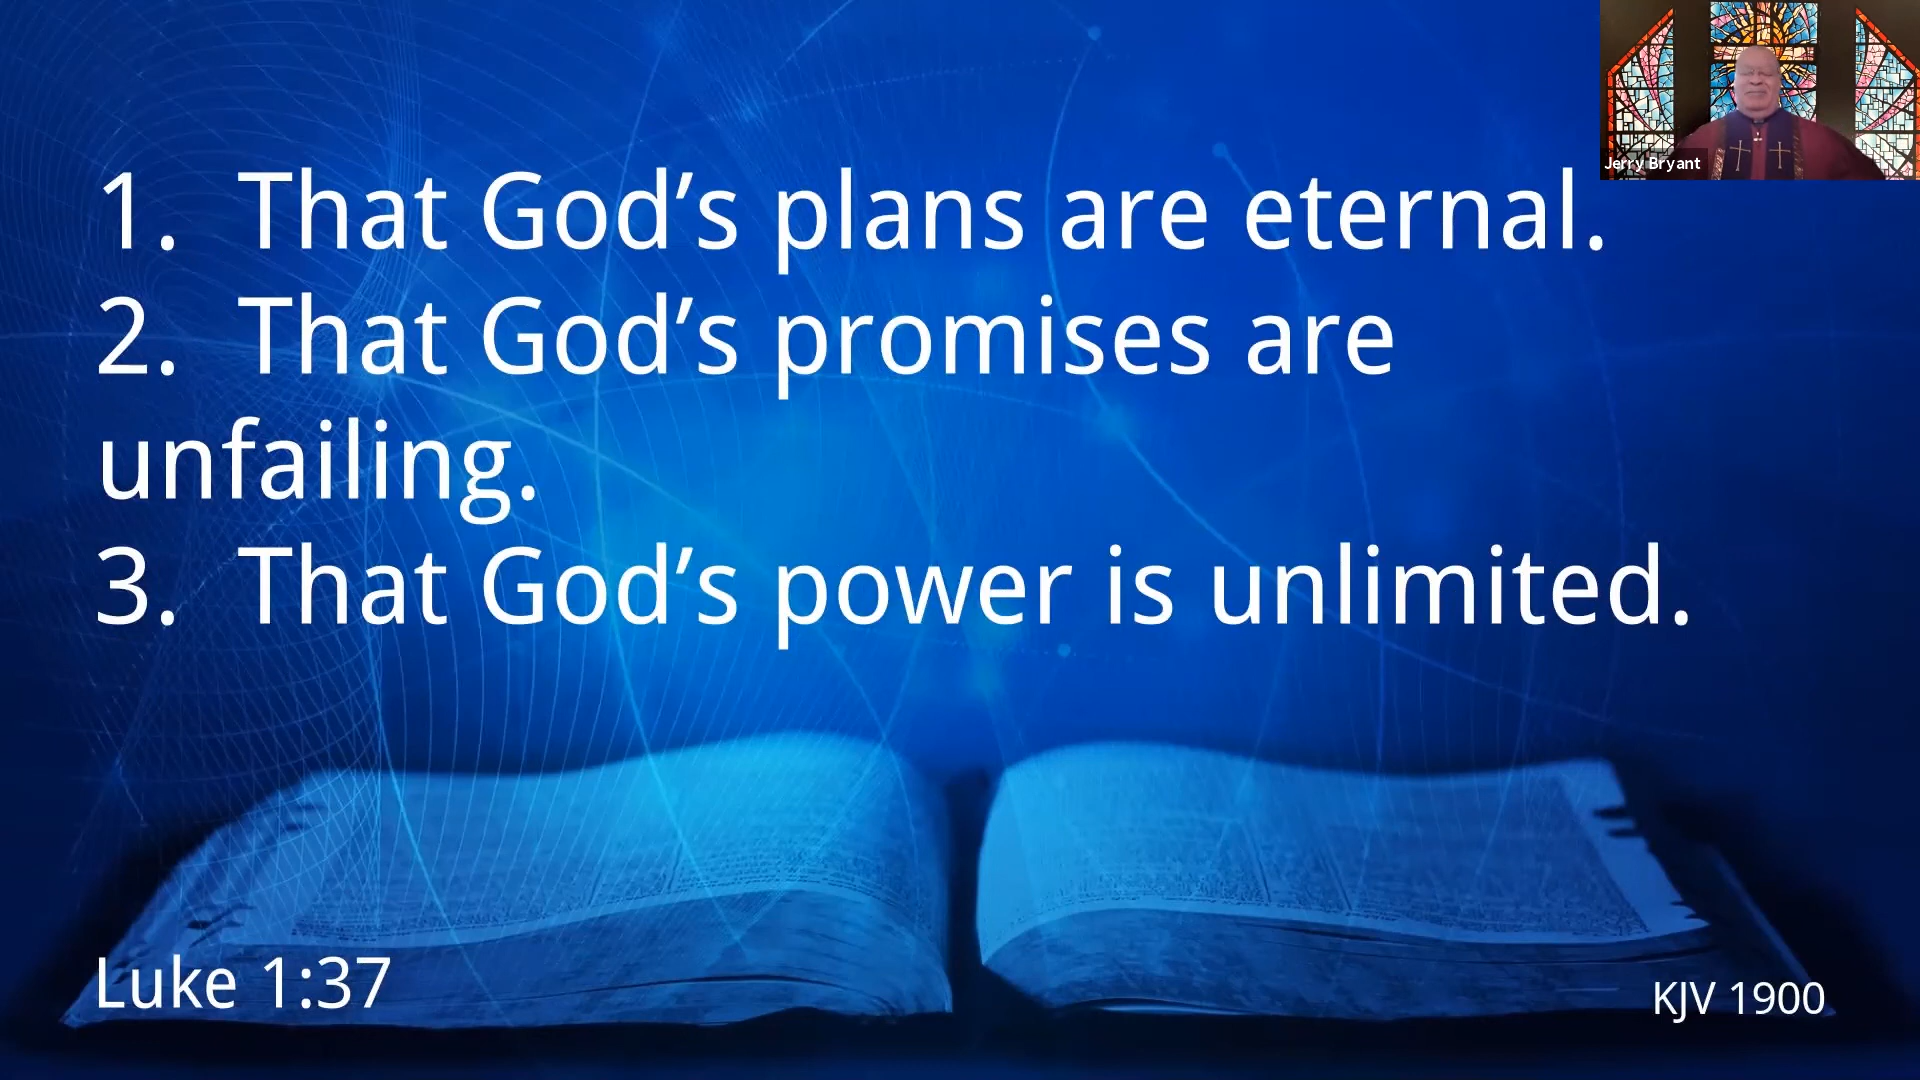 Jerry Bryant
1. That God’s plans are eternal.
2. That God’s promises are
unfailing.
3. That God’s power is unlimited.
Luke 1:37
KJV 1900